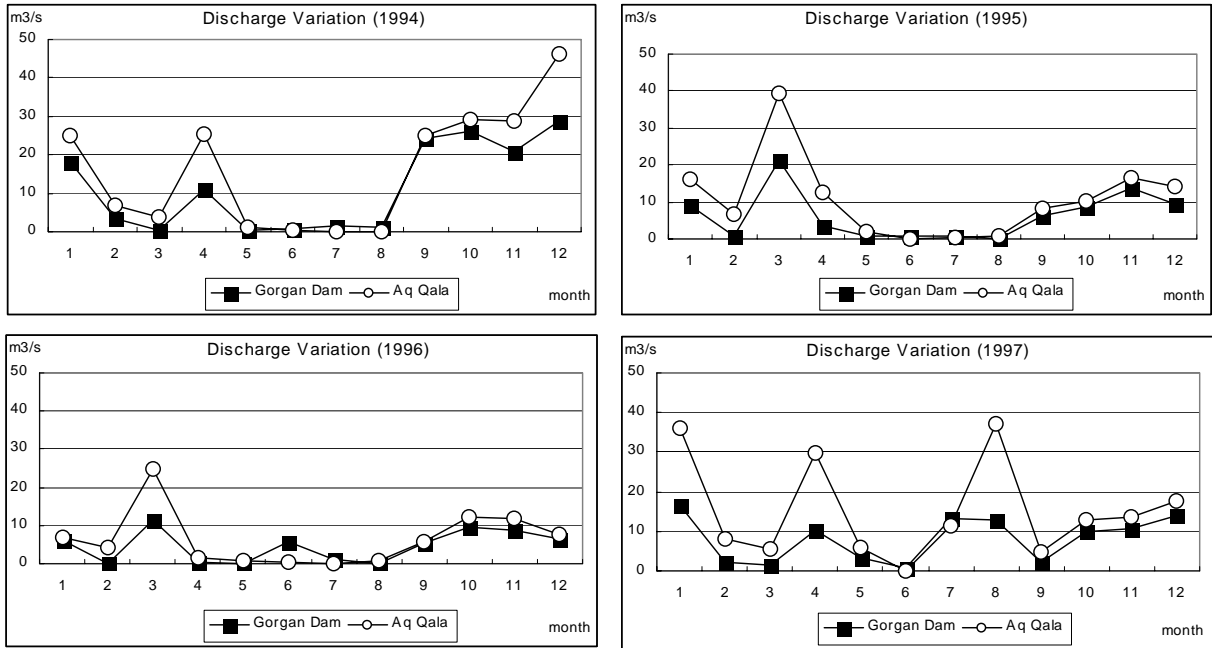 m3/s
Discharge Variation (1994)
50
40
30
20
10
0
1 2 3 4 5 6 7 8 9 10 11 12
Gorgan Dam Aq Qala
month
m3/s
Discharge Variation (1995)
50
40
30
20
10
0
1 2 3 4 5 6 7 8 9 10 11 12
Gorgan Dam Aq Qala
month
m3/s
Discharge Variation (1996)
50
40
30
20
10
0
1 2 3 4 5 6 7 8 9 10 11 12
Gorgan Dam Aq Qala
month
m3/s
Discharge Variation (1997)
50
40
30
20
10
0
1 2 3 4 5 6 7 8 9 10 11 12
Gorgan Dam Aq Qala
month